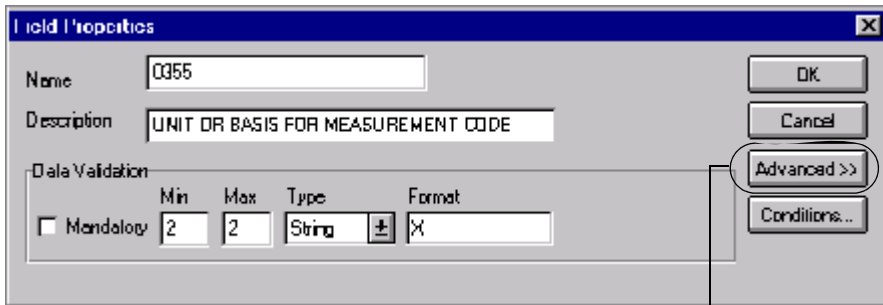 Field Properties
Name 0355
OK
Description UNIT OR BASIS FOR MEASUREMENT CODE
Cancel
Data Validation
Advanced >>
Min Max Type Format
Mandatory 2 2 String X
Conditions...